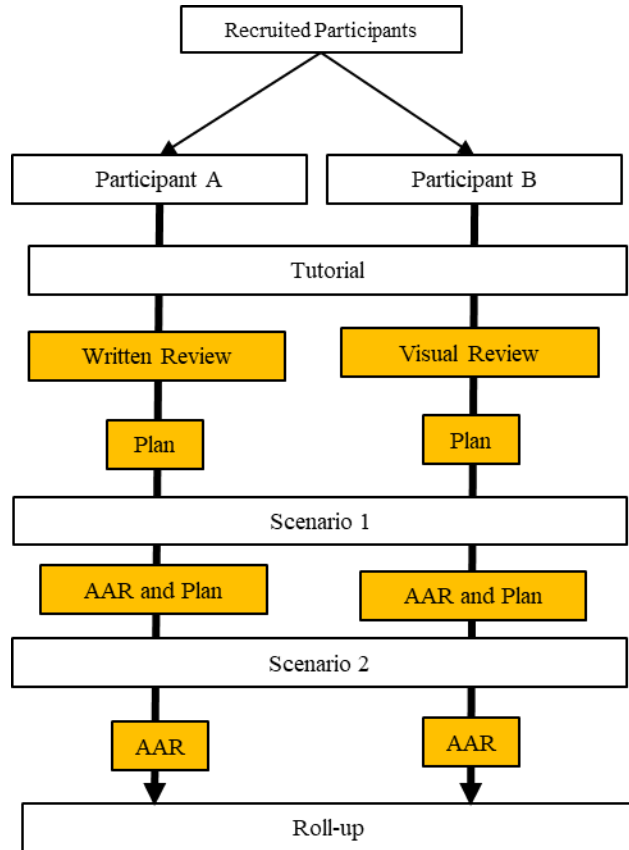 Recruited Participants
Participant A
Participant B
Tutorial
Written Review
Visual Review
Plan
Plan
Scenario 1
AAR and Plan
AAR and Plan
Scenario 2
AAR
AAR
Roll-up